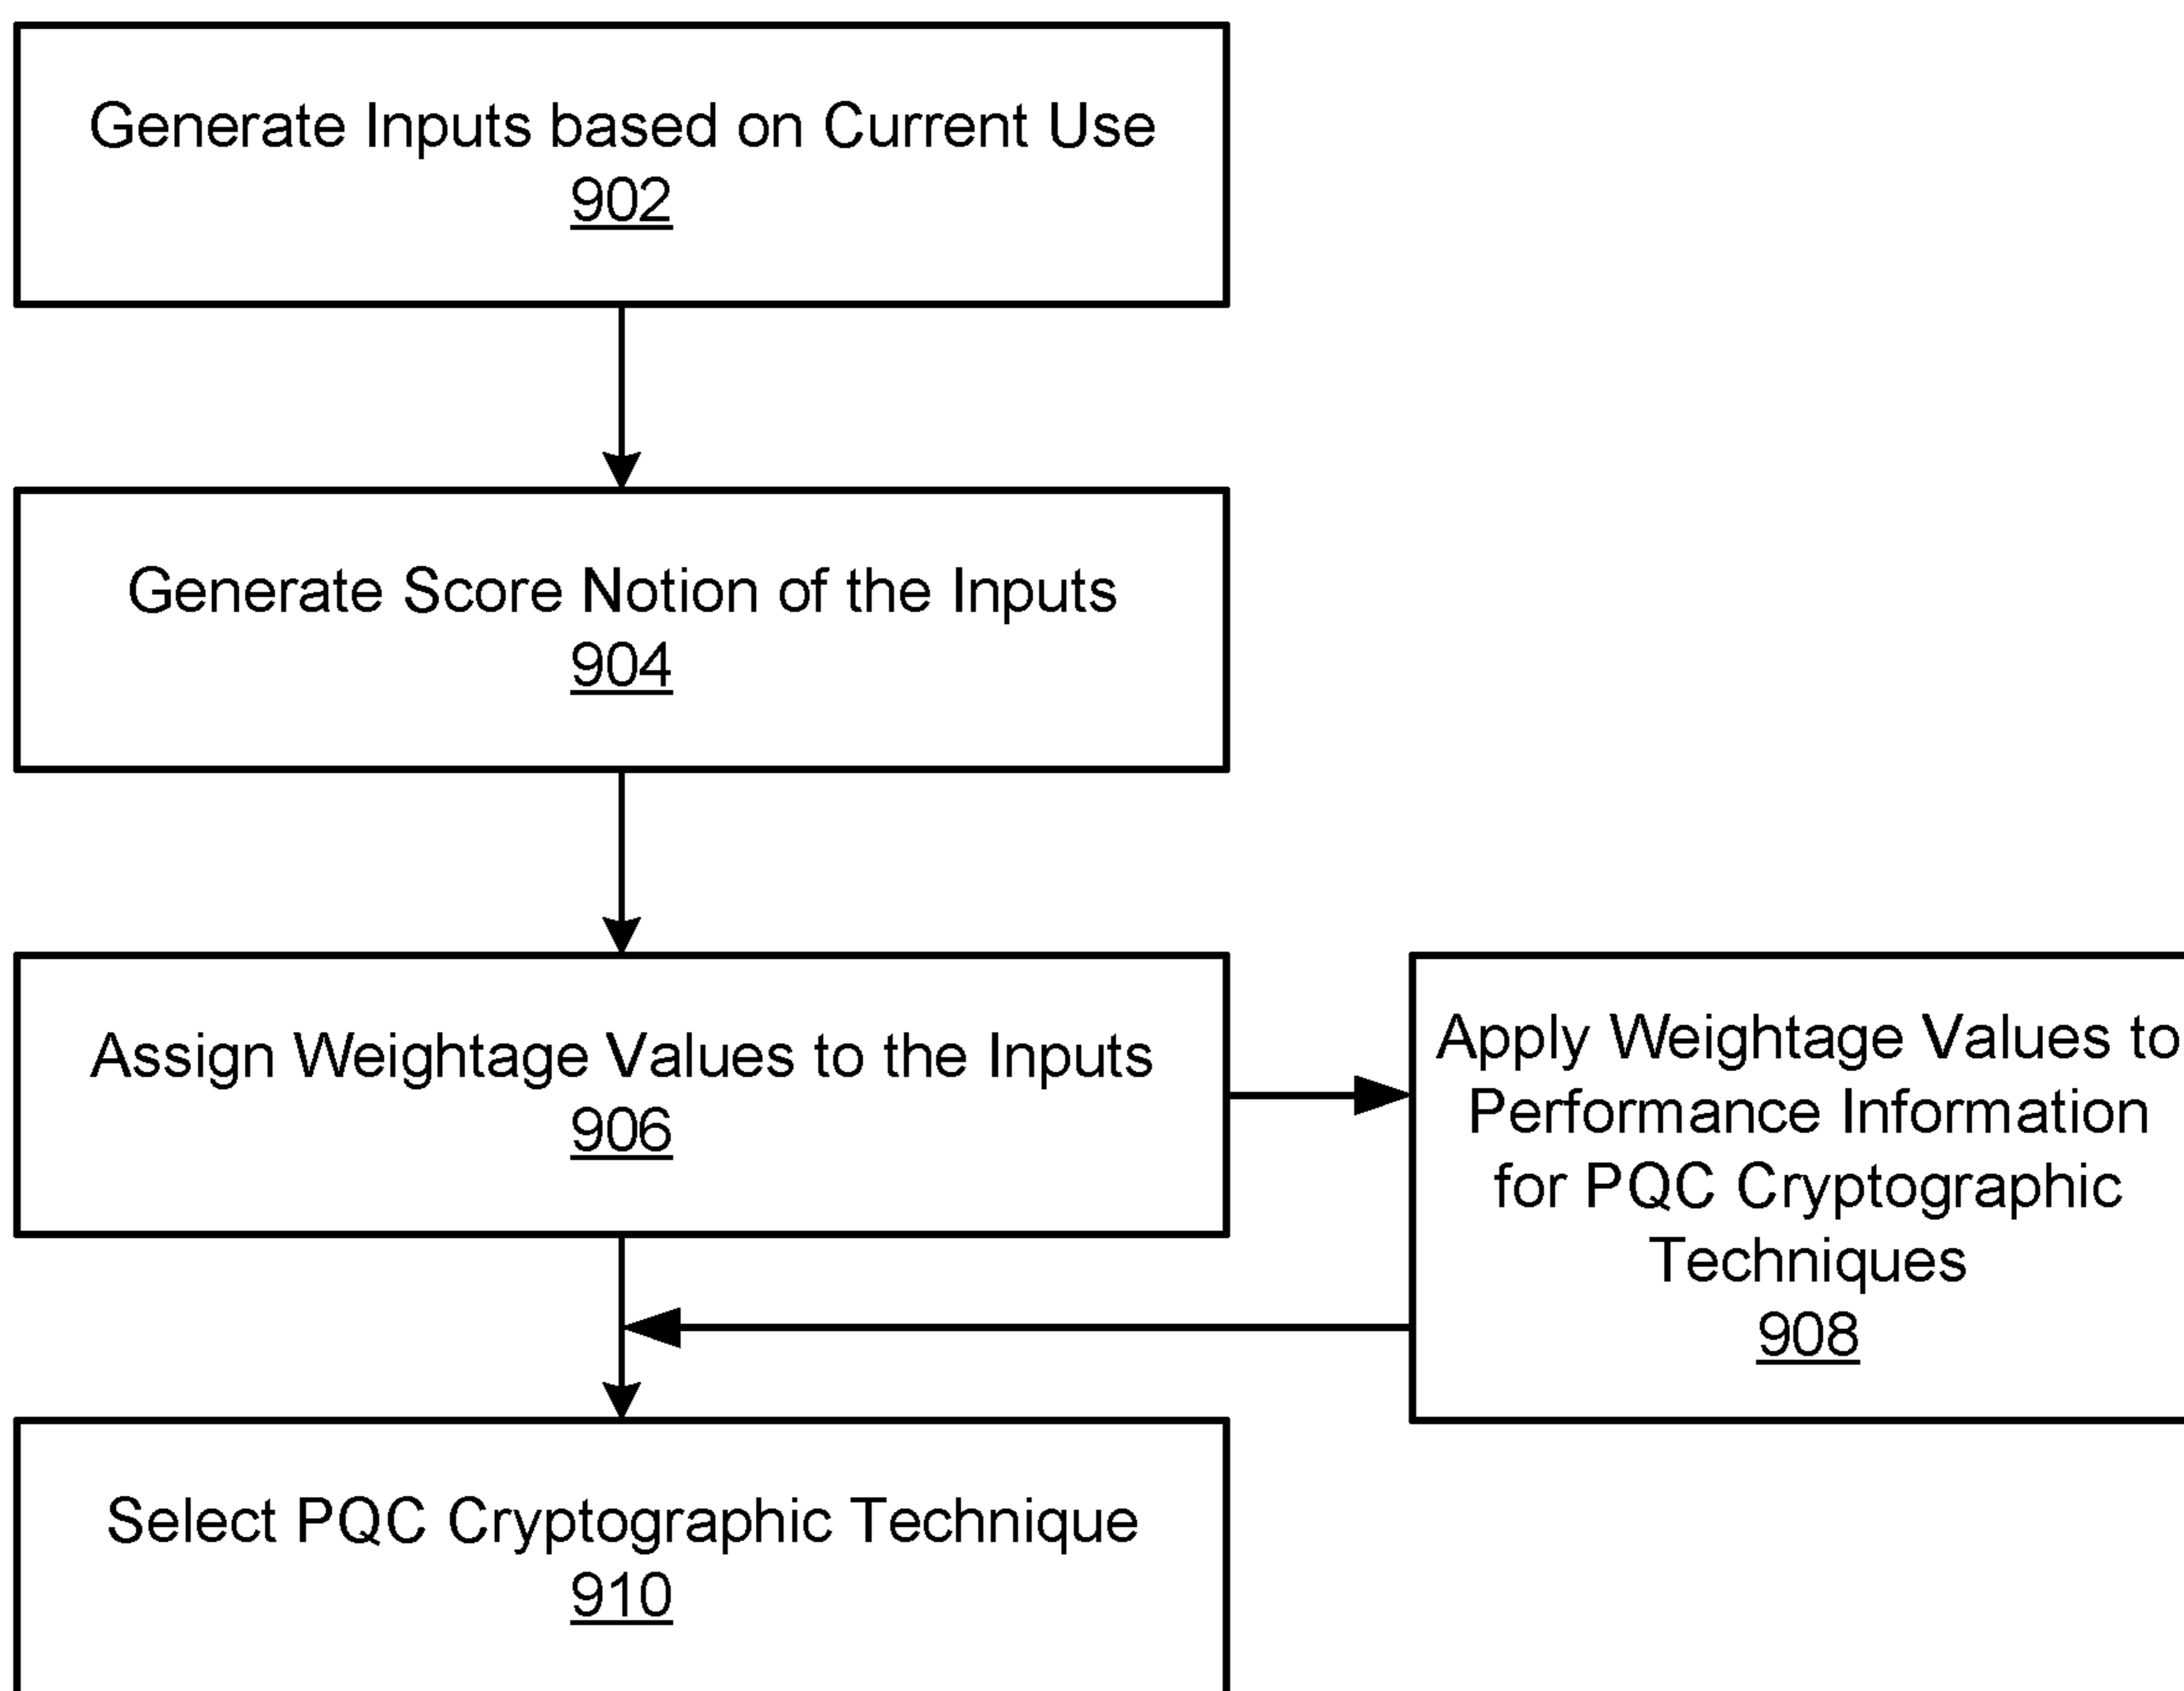 Generate Inputs based on Current Use
902
Generate Score Notion of the Inputs
904
Assign Weightage Values to the Inputs
906
Apply Weightage Values to
Performance Information
for PQC Cryptographic
Techniques
908
Select PQC Cryptographic Technique
910